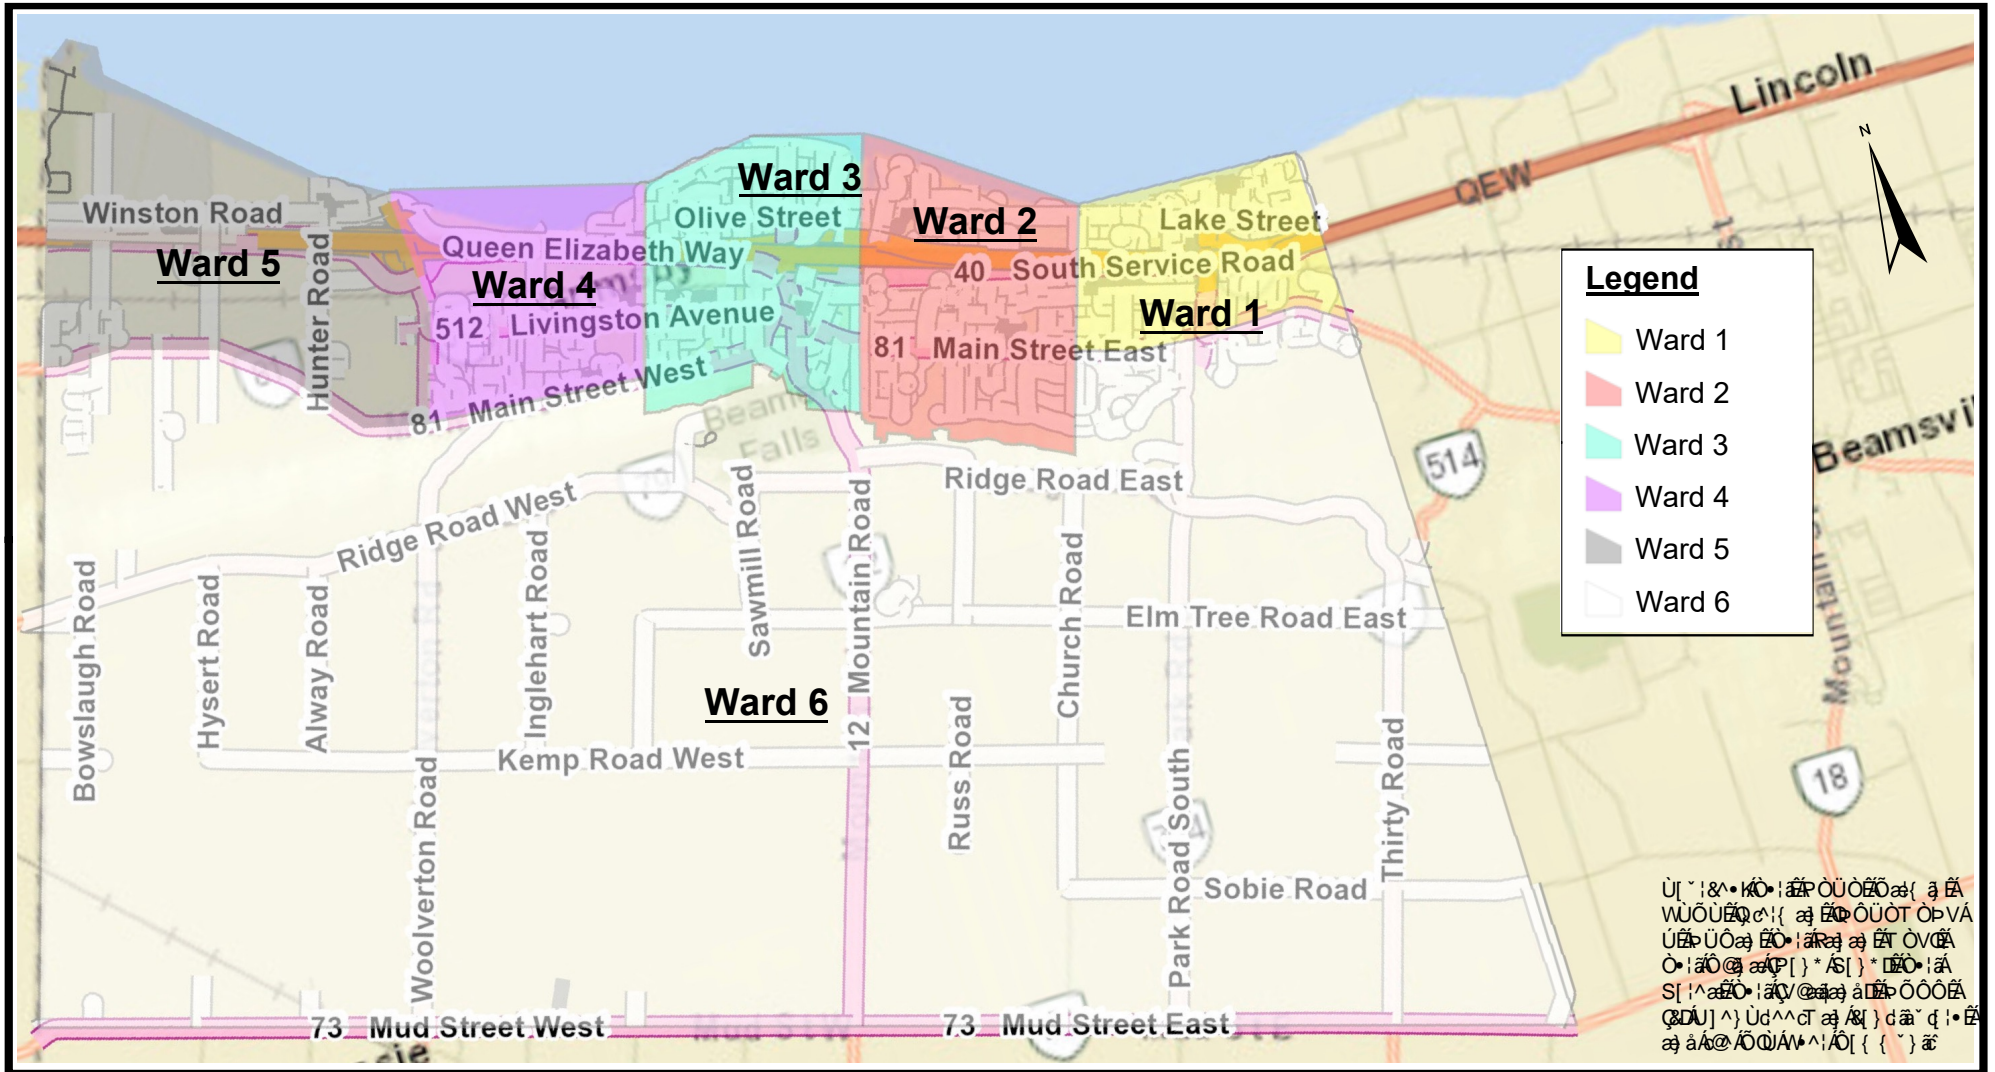 Lincoln
N
QEW
Ward 3
Winston Road
Olive Street
Ward 2
Lake Street
Queen Elizabeth Way
Ward 5
Ward 4
40 South Service Road
Hunter Road
512 Livingston Avenue
Ward 1
81 Main Street East
81 Main Street West
Beam
Falls
514
Beamsvi
Legend
Ward 1
Ward 2
Ward 3
Ward 4
Ward 5
Ward 6
Ridge Road East
Ridge Road West
Sawmill Road
Mountain Road
12
Bowslaugh Road
Hysert Road
Alway Road
Inglehart Road
Church Road
Elm Tree Road East
Ward 6
Kemp Road West
Russ Road
Woolverton Road
Park Road South
Thirty Road
Mountain
18
Sobie Road
73 Mud Street West
73 Mud Street East